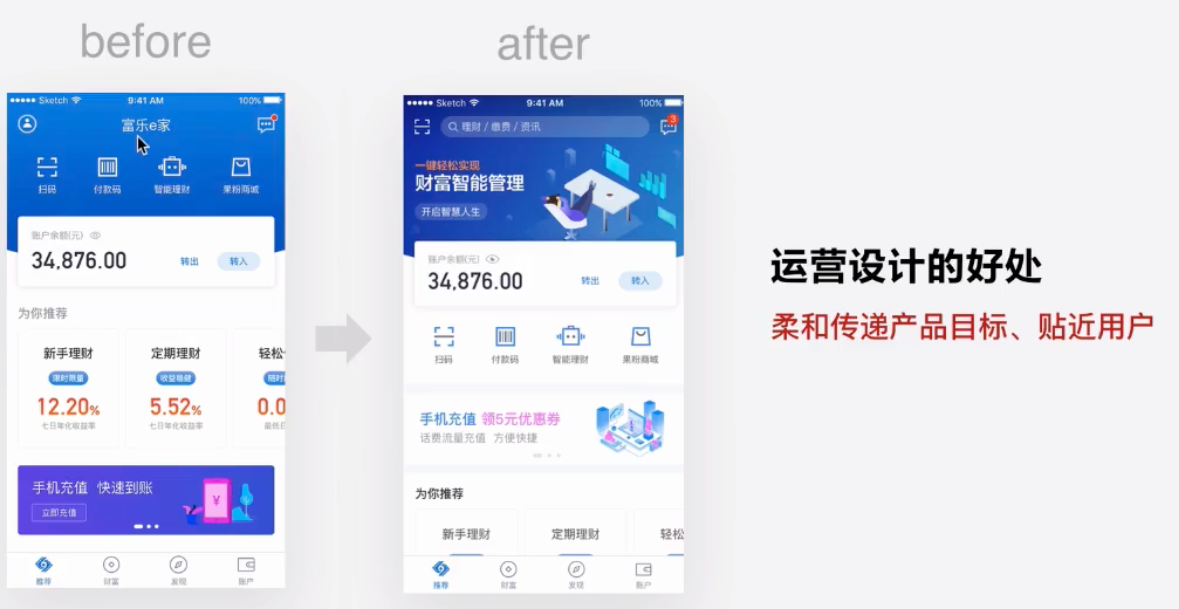 before
after
Sketch 9:41 AM 100%
富乐e家
扫码 付款码 智能理财 果粉商城
账户余额(元)
34,876.00 转出 转入
为你推荐
新手理财 定期理财 轻松
限时限量 收益稳健 随时
12.20% 5.52% 0.0
七日年化收益率 七日年化收益率 最低
手机充值 快速到账
立即充值
推荐 财富 发现 账户
Sketch 9:41 AM 100%
理财 / 缴费 / 资讯 3
一键轻松实现
财富智能管理
开启智慧人生
账户余额(元)
34,876.00 转出 转入
扫码 付款码 智能理财 果粉商城
手机充值 领5元优惠券
话费流量充值 方便快捷
为你推荐
新手理财 定期理财 轻松
推荐 财富 发现 账户
运营设计的好处
柔和传递产品目标、贴近用户